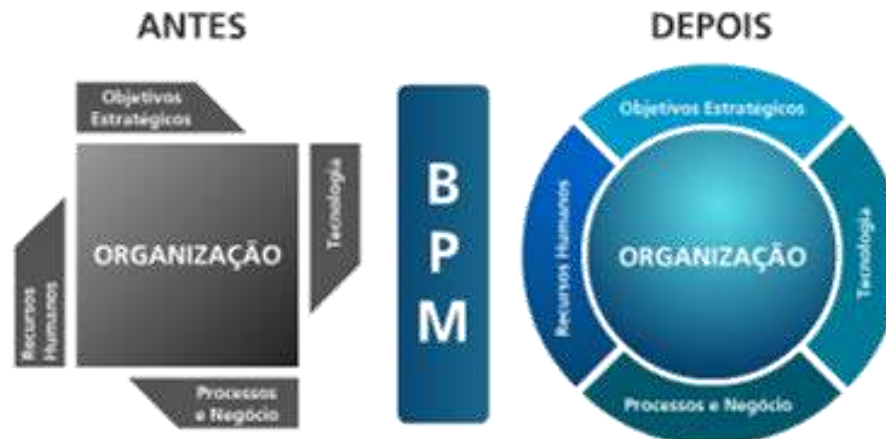 ANTES
Objetivos
Estratégicos
Tecnologia
ORGANIZAÇÃO
Recursos
Humanos
Processos
e Negócio
B
P
M
DEPOIS
Objetivos Estratégicos
Recursos Humanos
ORGANIZAÇÃO
Tecnologia
Processos e Negócio